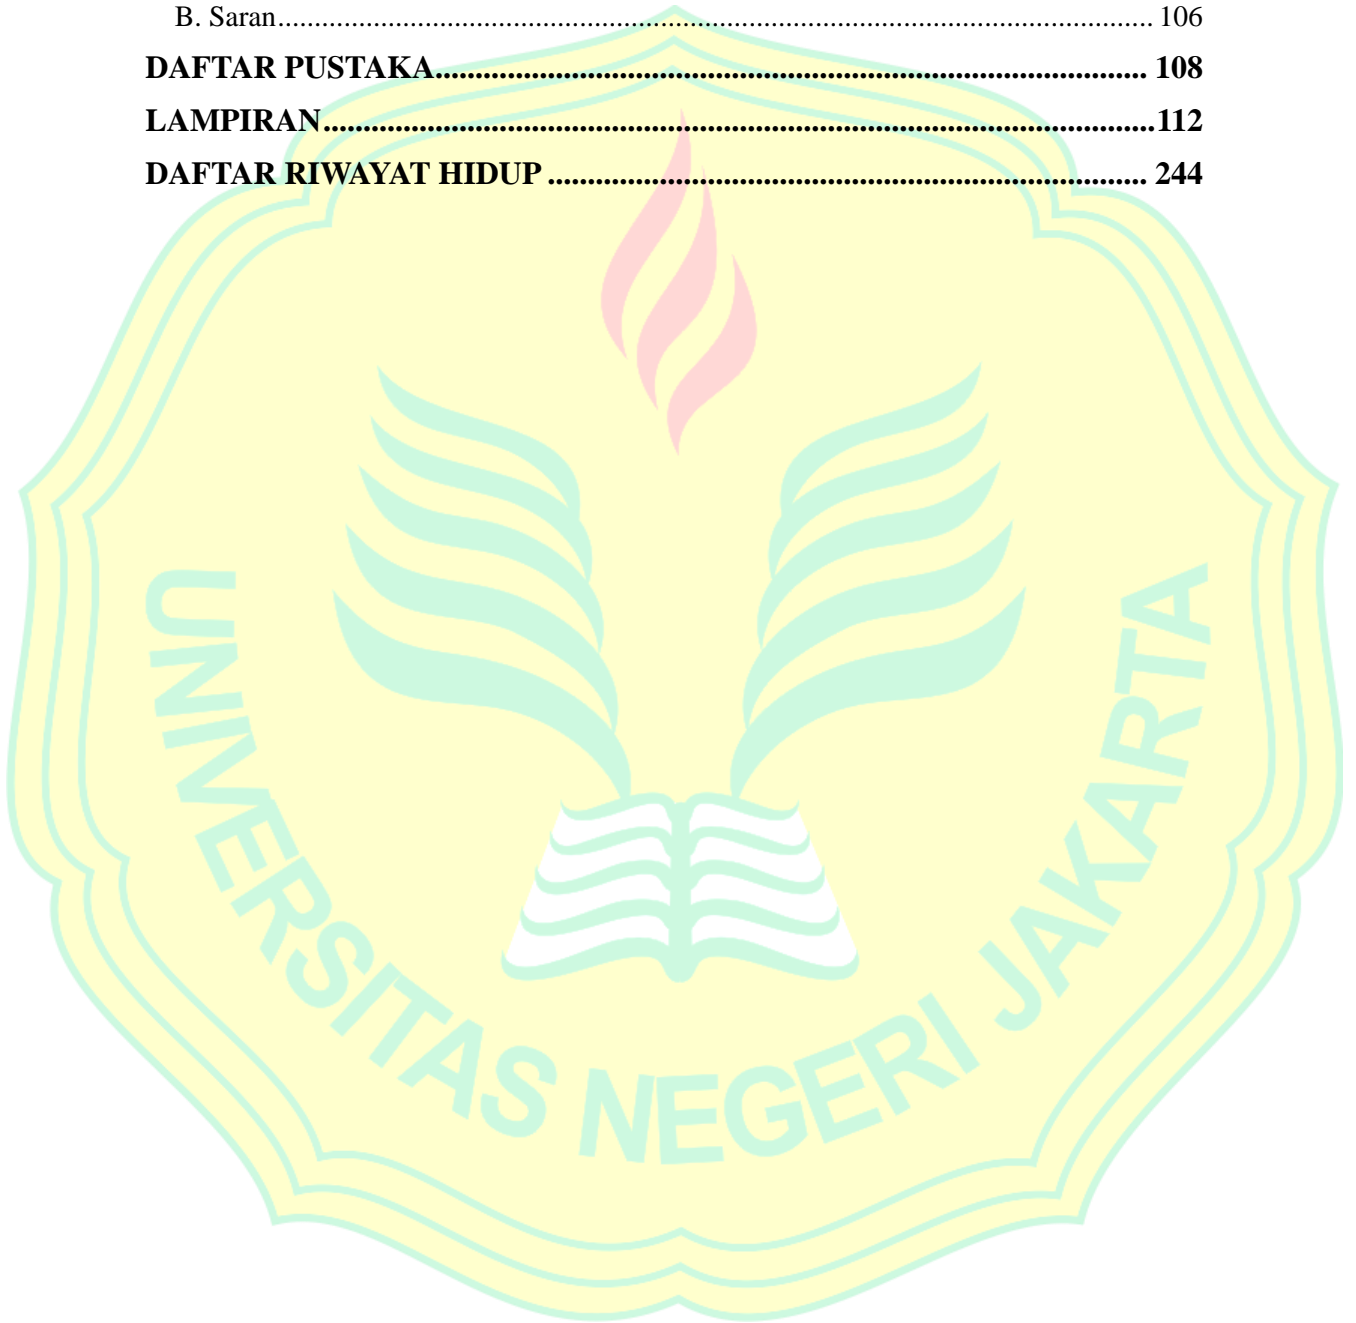 B. Saran.......................................................................................................................... 106
DAFTAR PUSTAKA......................................................................................... 108
LAMPIRAN........................................................................................................112
DAFTAR RIWAYAT HIDUP ........................................................................... 244
UNIVERSITAS NEGERI JAKARTA